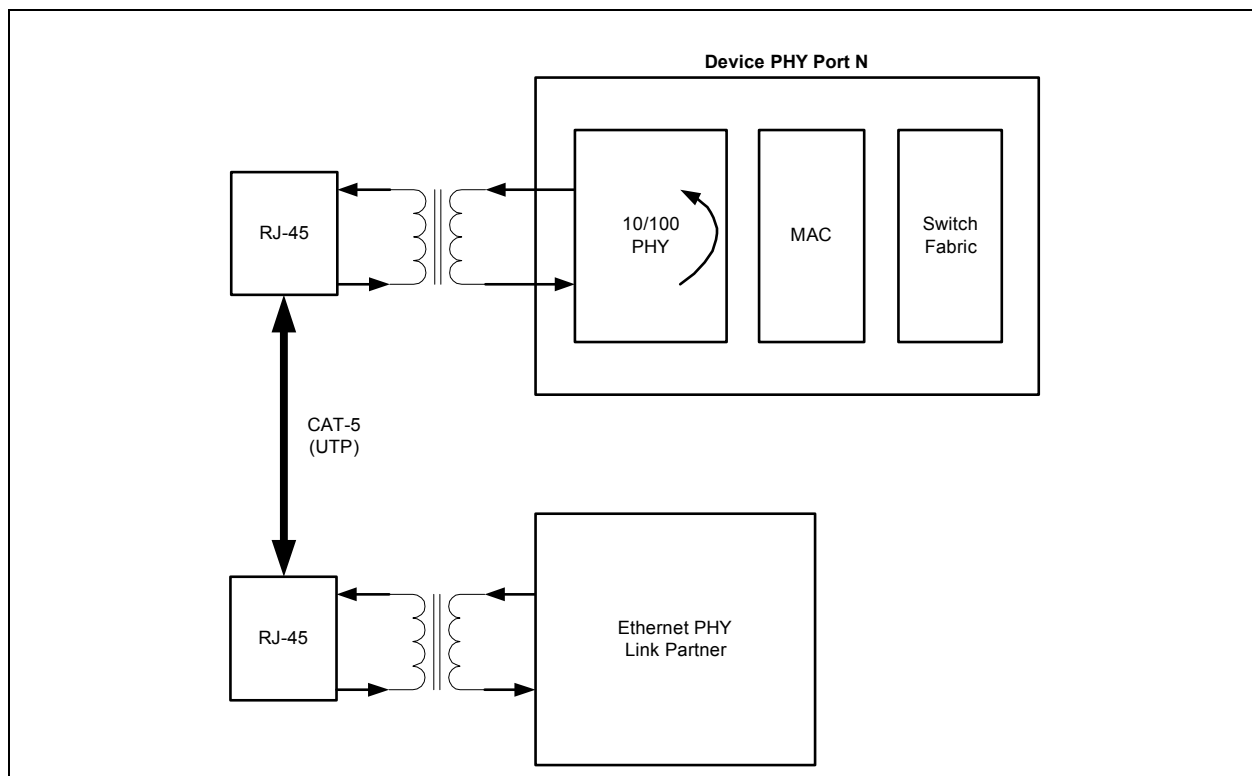 Device PHY Port N
RJ-45
10/100
PHY
MAC
Switch
Fabric
CAT-5
(UTP)
RJ-45
Ethernet PHY
Link Partner